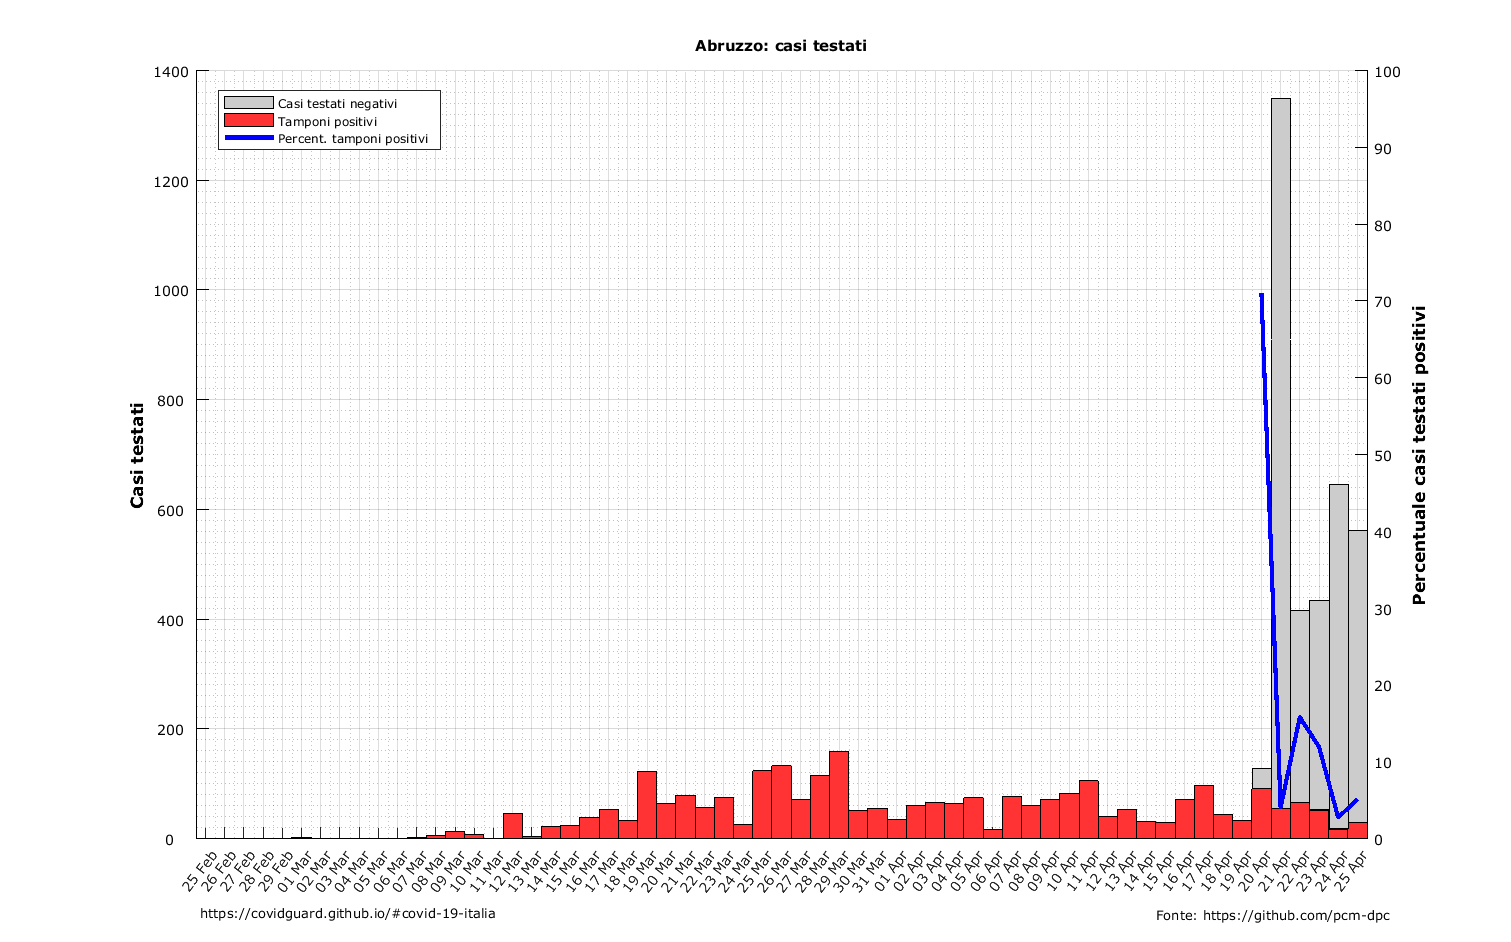 Abruzzo: casi testati
Casi testati negativi
Tamponi positivi
Percent. tamponi positivi
Casi testati
1400
1200
1000
800
600
400
200
0
Percentuale casi testati positivi
100
90
80
70
60
50
40
30
20
10
0
25 Feb
26 Feb
27 Feb
28 Feb
29 Feb
01 Mar
02 Mar
03 Mar
04 Mar
05 Mar
06 Mar
07 Mar
08 Mar
09 Mar
10 Mar
11 Mar
12 Mar
13 Mar
14 Mar
15 Mar
16 Mar
17 Mar
18 Mar
19 Mar
20 Mar
21 Mar
22 Mar
23 Mar
24 Mar
25 Mar
26 Mar
27 Mar
28 Mar
29 Mar
30 Mar
31 Mar
01 Apr
02 Apr
03 Apr
04 Apr
05 Apr
06 Apr
07 Apr
08 Apr
09 Apr
10 Apr
11 Apr
12 Apr
13 Apr
14 Apr
15 Apr
16 Apr
17 Apr
18 Apr
19 Apr
20 Apr
21 Apr
22 Apr
23 Apr
24 Apr
25 Apr
https://covidguard.github.io/#covid-19-italia
Fonte: https://github.com/pcm-dpc